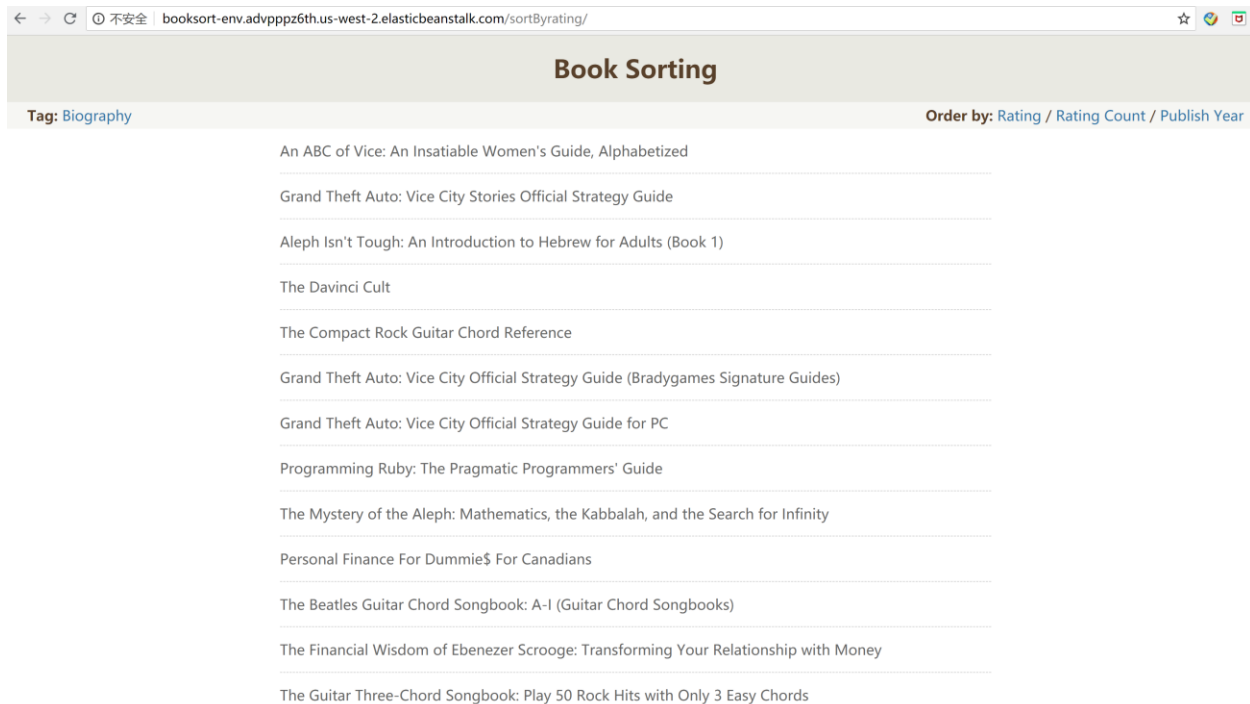 不安全 booksort-env.advpppz6th.us-west-2.elasticbeanstalk.com/sortByrating/
Book Sorting
Tag: Biography Order by: Rating / Rating Count / Publish Year
An ABC of Vice: An Insatiable Women's Guide, Alphabetized
Grand Theft Auto: Vice City Stories Official Strategy Guide
Aleph Isn't Tough: An Introduction to Hebrew for Adults (Book 1)
The Davinci Cult
The Compact Rock Guitar Chord Reference
Grand Theft Auto: Vice City Official Strategy Guide (Bradygames Signature Guides)
Grand Theft Auto: Vice City Official Strategy Guide for PC
Programming Ruby: The Pragmatic Programmers' Guide
The Mystery of the Aleph: Mathematics, the Kabbalah, and the Search for Infinity
Personal Finance For Dummie$ For Canadians
The Beatles Guitar Chord Songbook: A-I (Guitar Chord Songbooks)
The Financial Wisdom of Ebenezer Scrooge: Transforming Your Relationship with Money
The Guitar Three-Chord Songbook: Play 50 Rock Hits with Only 3 Easy Chords